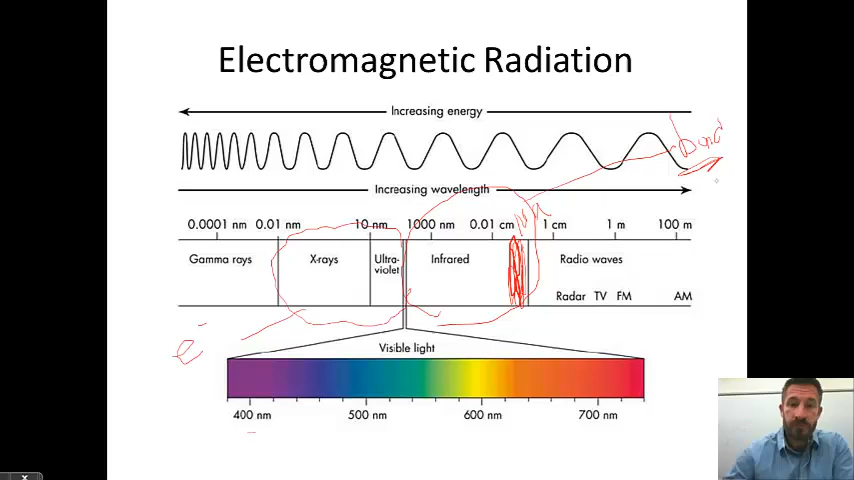 Electromagnetic Radiation
Increasing energy
Increasing wavelength
0.0001 nm 0.01 nm 10 nm 1000 nm 0.01 cm 1 cm 1 m 100 m
Gamma rays X-rays Ultra-violet Infrared Radio waves
Radar TV FM AM
e-
Visible light
400 nm 500 nm 600 nm 700 nm